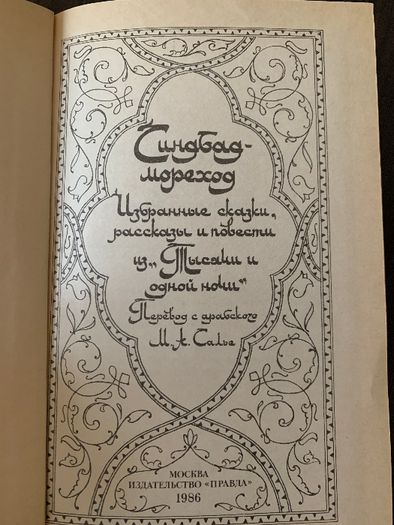 Синдбад-
мореход
Избранные сказки,
рассказы и повести
из „Тысячи и
одной ночи“
Перевод с арабского
М. А. Салье
МОСКВА
ИЗДАТЕЛЬСТВО «ПРАВДА»
1986